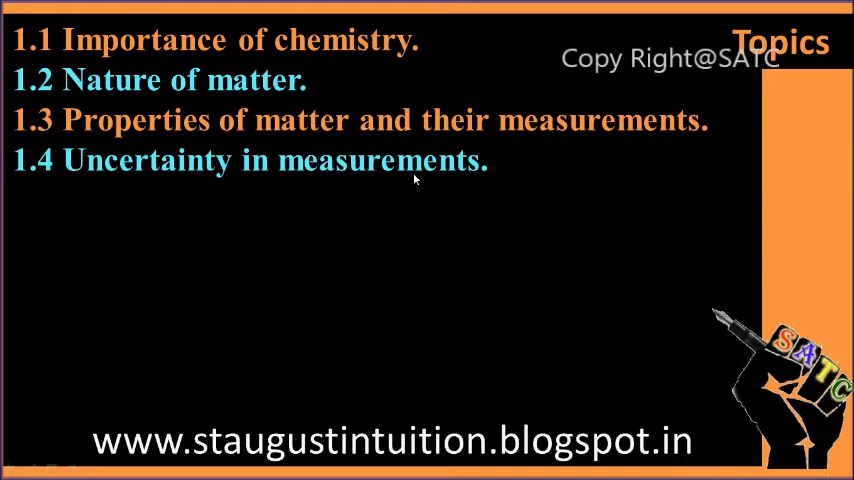 Topics
Copy Right@SATC
1.1 Importance of chemistry.
1.2 Nature of matter.
1.3 Properties of matter and their measurements.
1.4 Uncertainty in measurements.
SATC
www.staugustintuition.blogspot.in